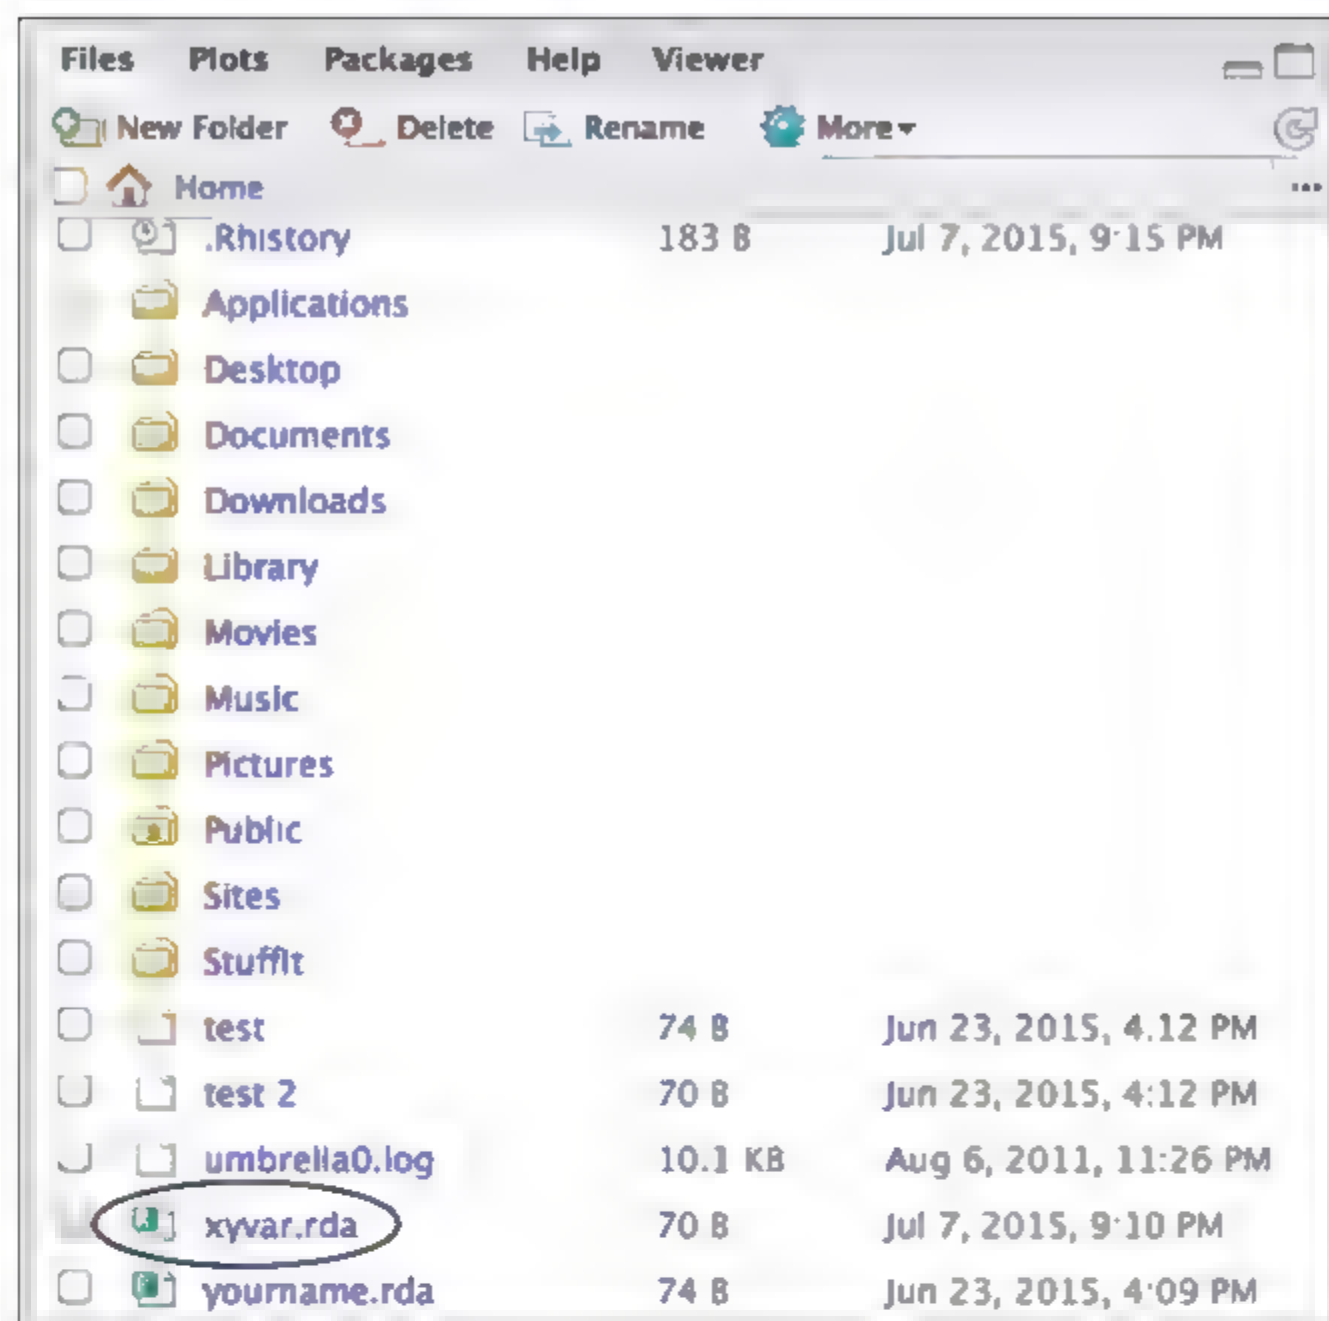 Files Plots Packages Help Viewer
New Folder Delete Rename More
Home ...
.Rhistory 183 B Jul 7, 2015, 9:15 PM
Applications
Desktop
Documents
Downloads
Library
Movies
Music
Pictures
Public
Sites
StuffIt
test 74 B Jun 23, 2015, 4:12 PM
test 2 70 B Jun 23, 2015, 4:12 PM
umbrella0.log 10.1 KB Aug 6, 2011, 11:26 PM
xyvar.rda 70 B Jul 7, 2015, 9:10 PM
yourname.rda 74 B Jun 23, 2015, 4:09 PM